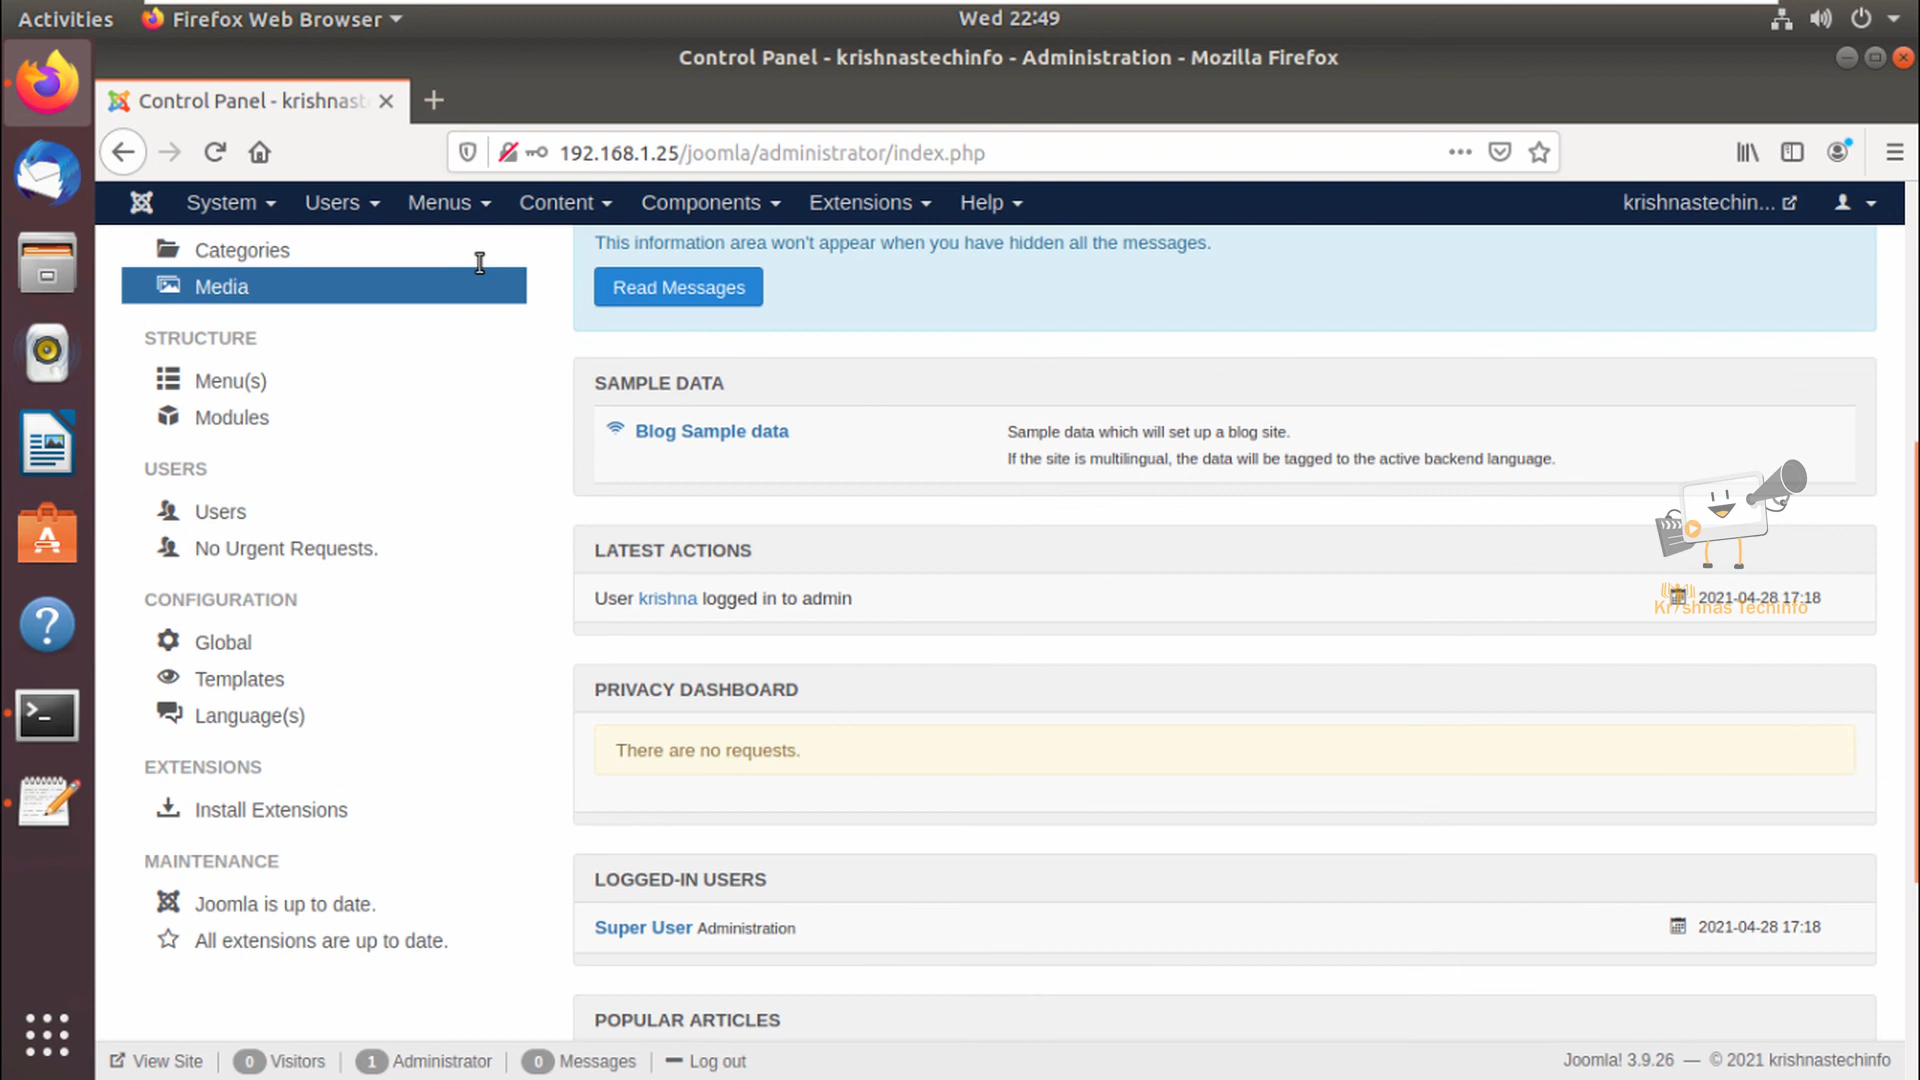 Activities
Firefox Web Browser
Wed 22:49
Control Panel - krishnastechinfo - Administration - Mozilla Firefox
Control Panel - krishnast
192.168.1.25/joomla/administrator/index.php
System Users Menus Content Components Extensions Help krishnastechin...
Categories
Media
STRUCTURE
Menu(s)
Modules
USERS
Users
No Urgent Requests.
CONFIGURATION
Global
Templates
Language(s)
EXTENSIONS
Install Extensions
MAINTENANCE
Joomla is up to date.
All extensions are up to date.
This information area won't appear when you have hidden all the messages.
Read Messages
SAMPLE DATA
Blog Sample data
Sample data which will set up a blog site.
If the site is multilingual, the data will be tagged to the active backend language.
LATEST ACTIONS
User krishna logged in to admin
2021-04-28 17:18
Kr7shnas Techinfo
PRIVACY DASHBOARD
There are no requests.
LOGGED-IN USERS
Super User Administration
2021-04-28 17:18
POPULAR ARTICLES
View Site 0 Visitors 1 Administrator 0 Messages Log out
Joomla! 3.9.26 — © 2021 krishnastechinfo